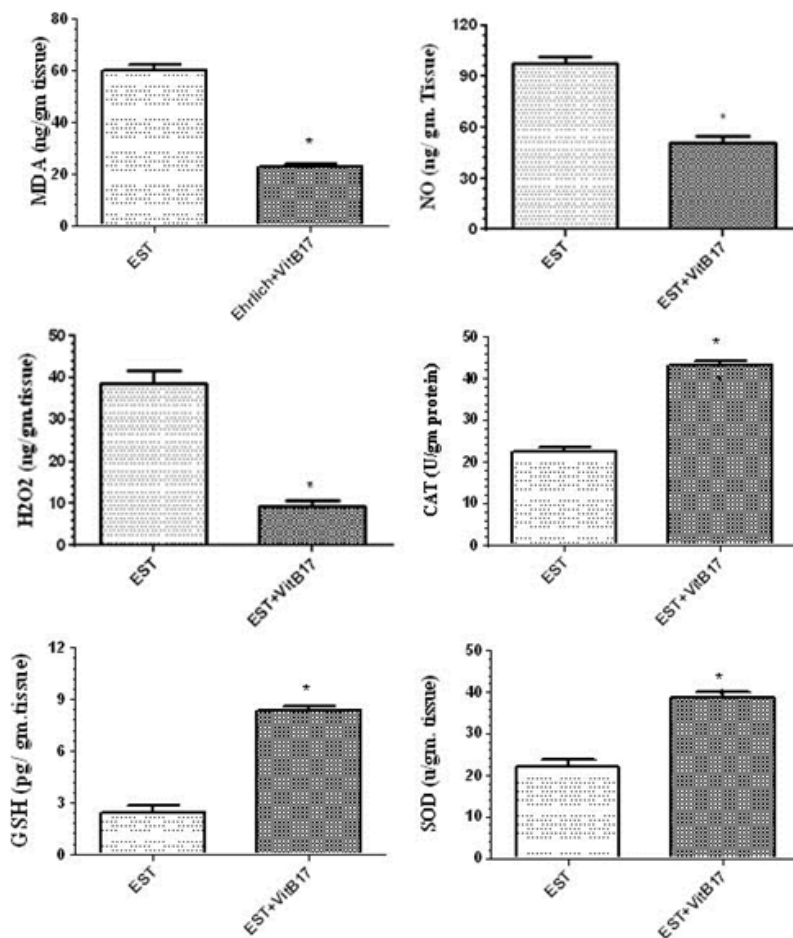 80
60
40
20
0
MDA (ng/gm tissue)
*
EST
Ehrlich+VitB17
120
90
60
30
0
NO (ng/ gm. Tissue)
*
EST
EST+VitB17
50
40
30
20
10
0
H2O2 (ng/gm.tissue)
*
EST
EST+VitB17
50
40
30
20
10
0
CAT (U/gm protein)
*
EST
EST+VitB17
12
9
6
3
0
GSH (pg/ gm.tissue)
*
EST
EST+VitB17
50
40
30
20
10
0
SOD (u/gm. tissue)
*
EST
EST+VitB17